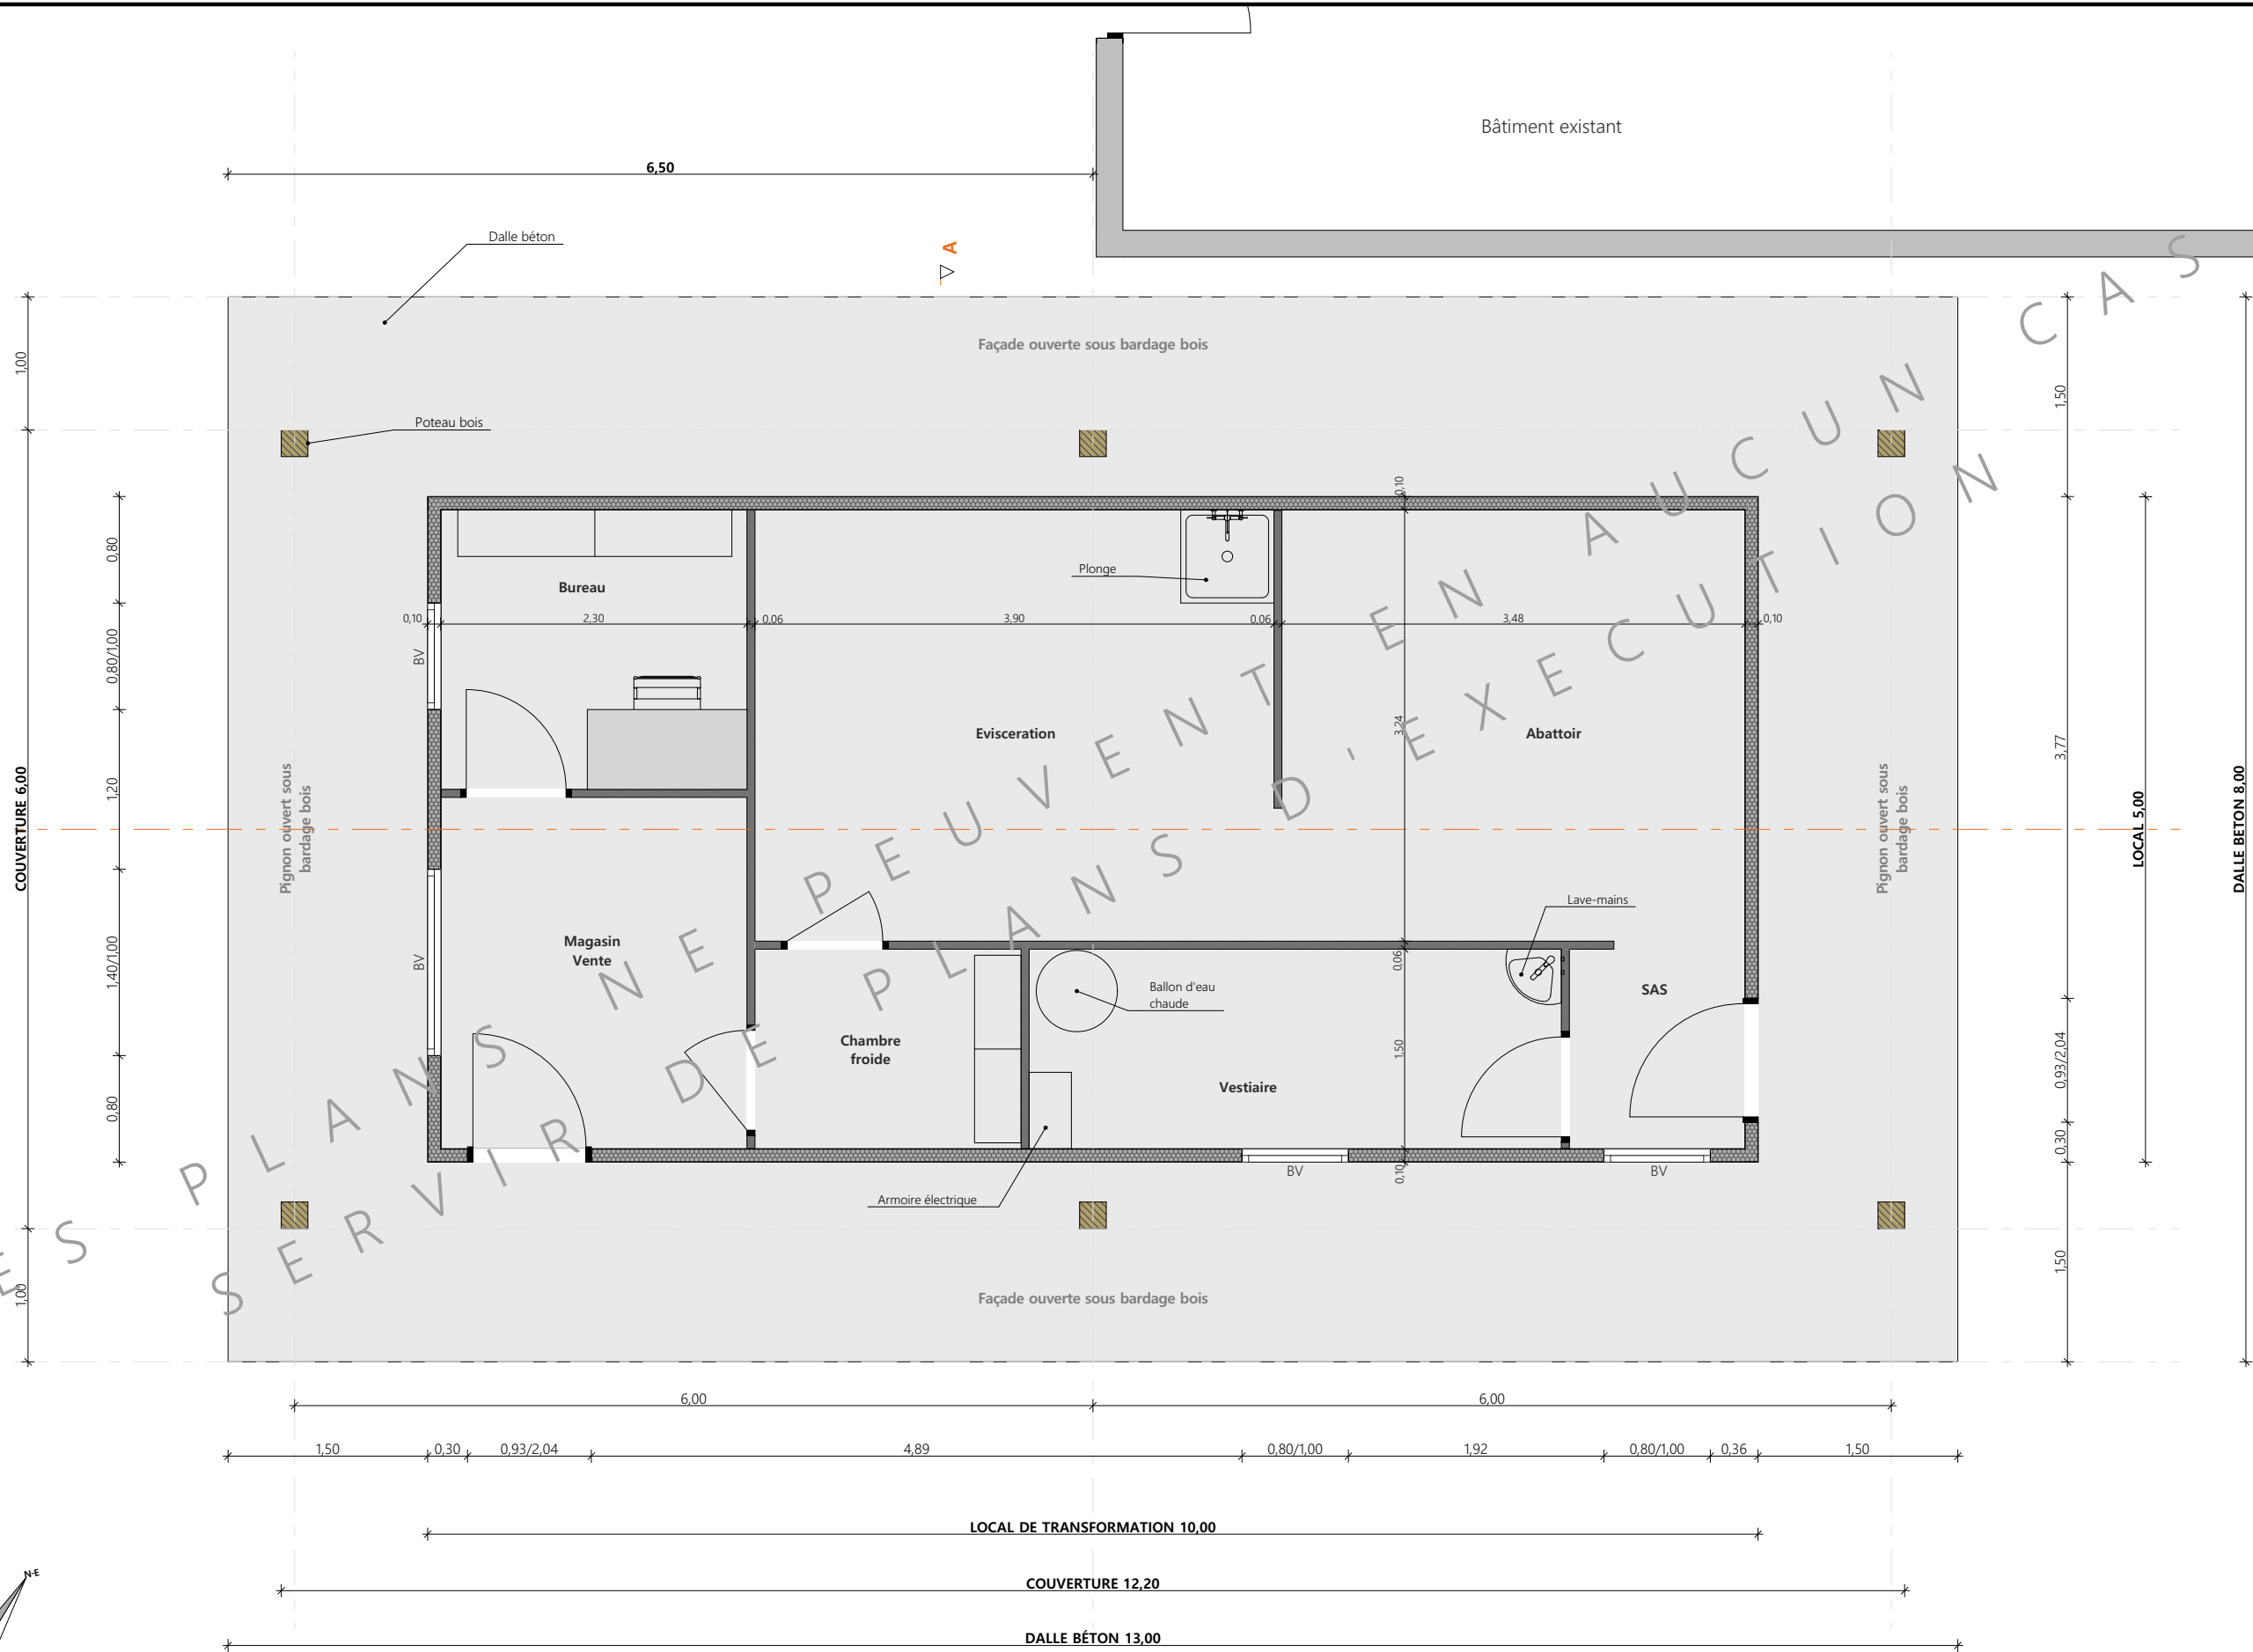 Bâtiment existant
6,50
Dalle béton
A
Façade ouverte sous bardage bois
1,00
1,50
Poteau bois
0,10
0,80
Plonge
Bureau
0,10
2,30
0,06
3,90
0,06
3,48
0,10
0,80/1,00
BV
3,24
Evisceration
Abattoir
3,77
COUVERTURE 6,00
1,20
Pignon ouvert sous
bardage bois
Pignon ouvert sous
bardage bois
LOCAL 5,00
DALLE BETON 8,00
Lave-mains
Magasin
Vente
1,40/1,00
BV
0,06
Ballon d'eau
chaude
SAS
Chambre
froide
1,50
Vestiaire
0,93/2,04
0,80
0,30
BV
BV
0,10
Armoire électrique
1,00
1,50
Façade ouverte sous bardage bois
ES PLANS NE PEUVENT EN AUCUN CAS
SERVIR DE PLANS D'EXECUTION
6,00
6,00
1,50
0,30
0,93/2,04
4,89
0,80/1,00
1,92
0,80/1,00
0,36
1,50
LOCAL DE TRANSFORMATION 10,00
N-E
COUVERTURE 12,20
DALLE BÉTON 13,00